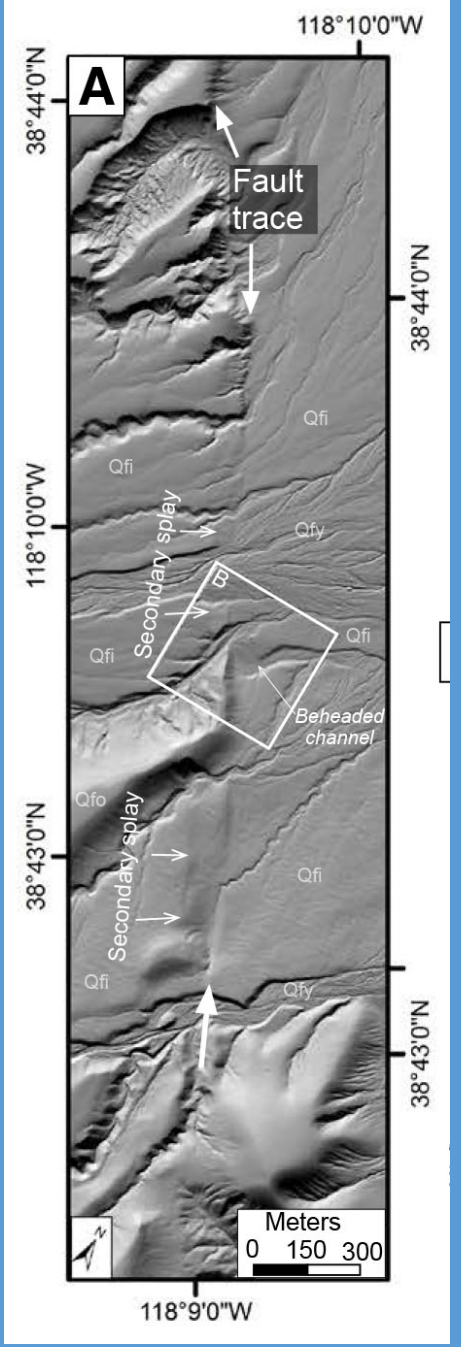 118°10'0"W
A
38°44'0"N
Fault
trace
38°44'0"N
Qfi
Qfi
118°10'0"W
Secondary splay
Qfy
B
Qfi
Qfi
Beheaded
channel
Qfo
Secondary splay
38°43'0"N
Qfi
Qfi
Qfy
38°43'0"N
Meters
0 150 300
118°9'0"W